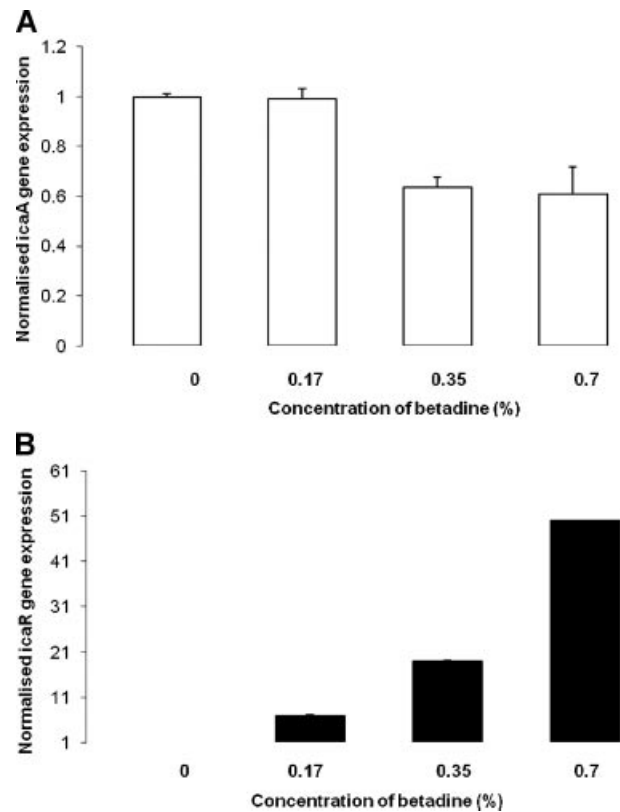 A
Normalised icaA gene expression
1.2
1
0.8
0.6
0.4
0.2
0
0 0.17 0.35 0.7
Concentration of betadine (%)
B
Normalised icaR gene expression
61
51
41
31
21
11
1
0 0.17 0.35 0.7
Concentration of betadine (%)